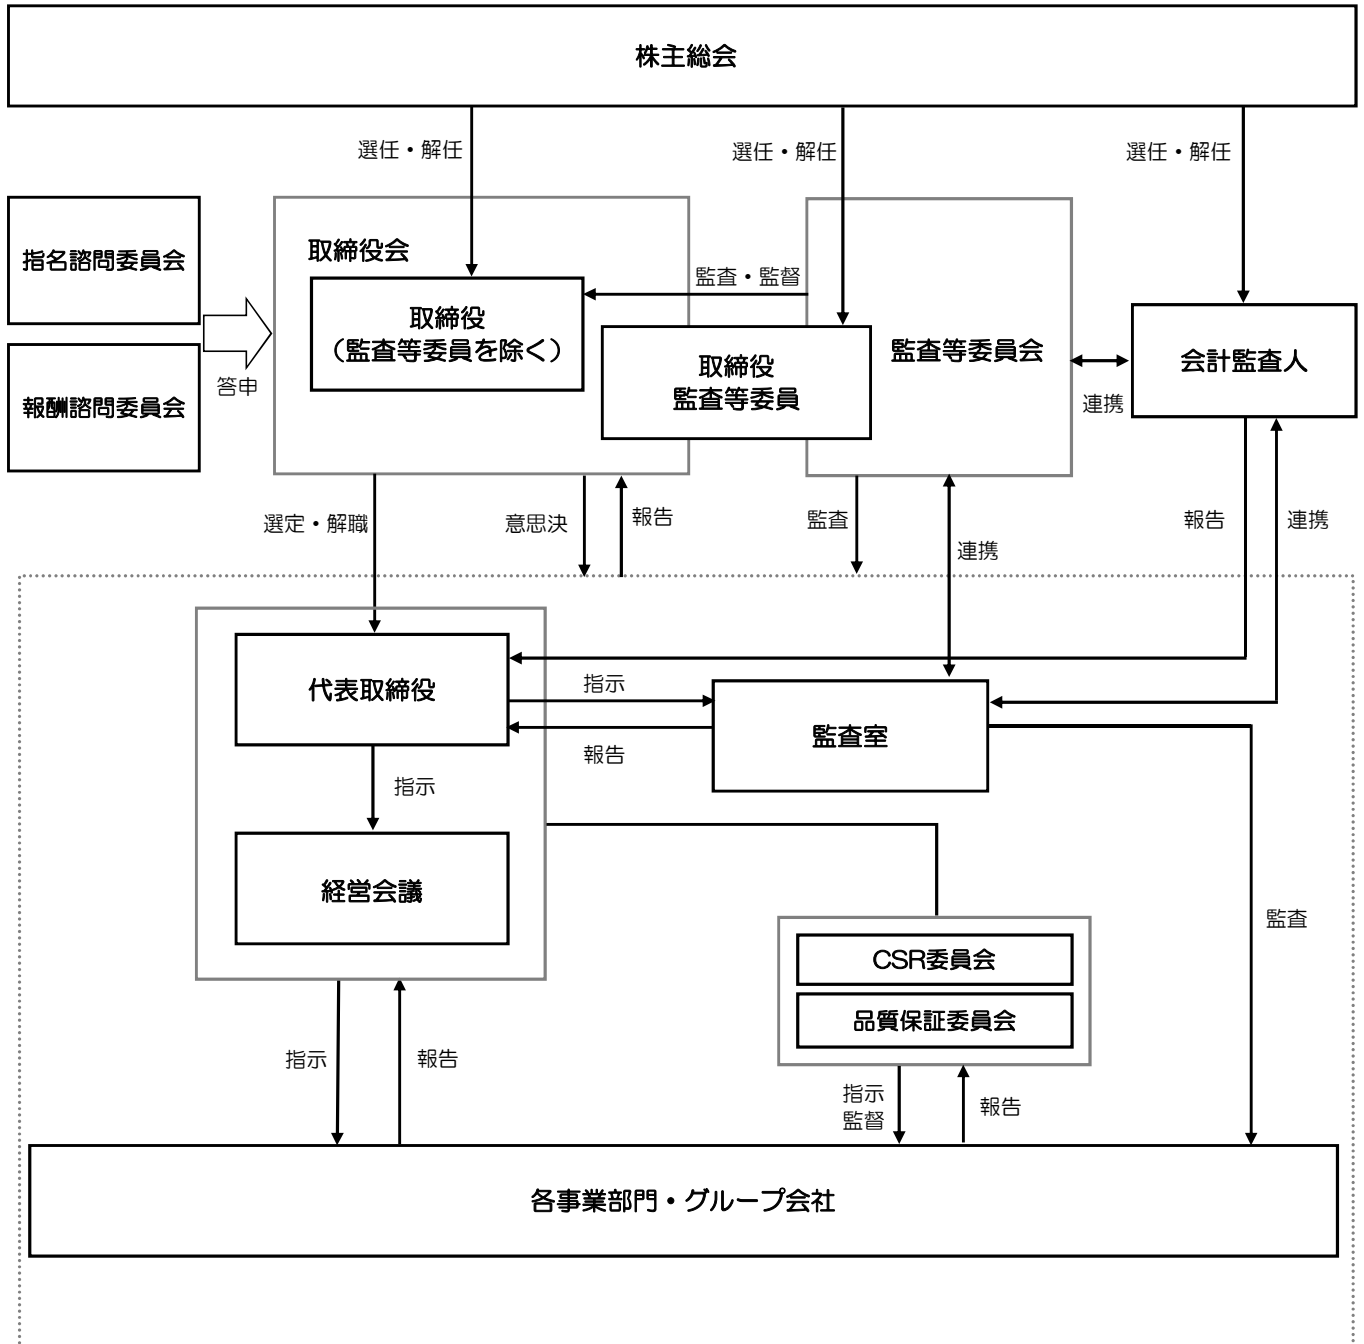 株主総会
選任・解任
選任・解任
選任・解任
指名諮問委員会
報酬諮問委員会
答申
取締役会
取締役
（監査等委員を除く）
監査・監督
取締役
監査等委員
監査等委員会
連携
会計監査人
選定・解職
意思決
報告
監査
連携
報告
連携
代表取締役
指示
報告
監査室
指示
経営会議
監査
CSR委員会
品質保証委員会
指示
報告
指示
監督
報告
各事業部門・グループ会社